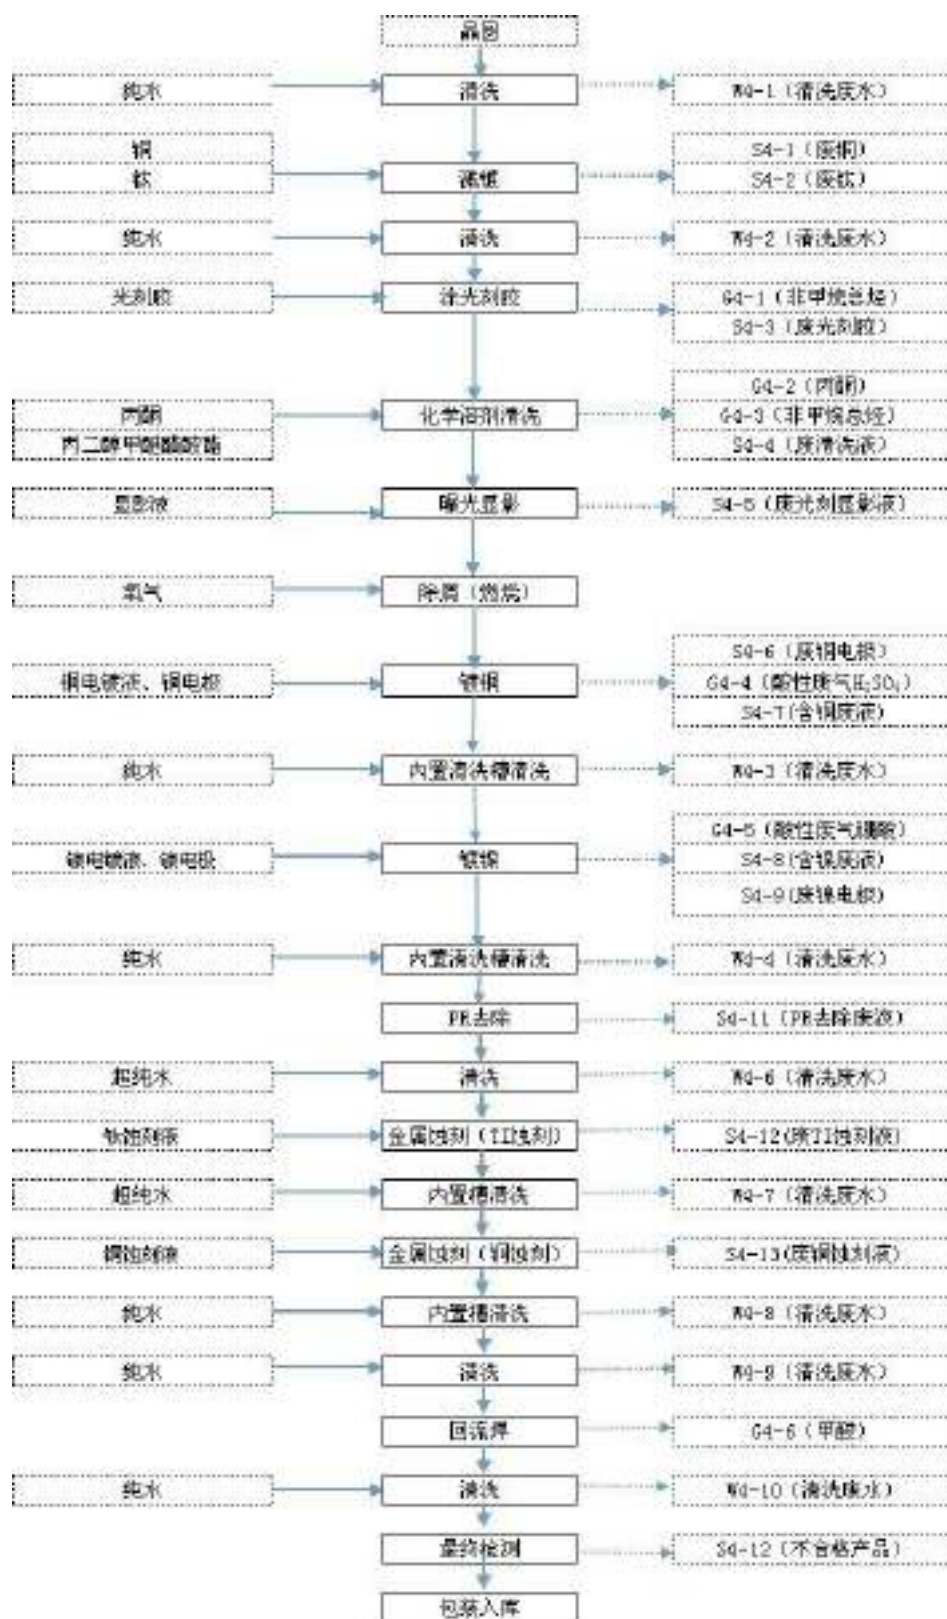 晶圆
纯水
清洗
W4-1（清洗废水）
铜
S4-1（废铜）
钛
溅镀
S4-2（废钛）
纯水
清洗
W4-2（清洗废水）
光刻胶
涂光刻胶
G4-1（非甲烷总烃）
S4-3（废光刻胶）
G4-2（丙酮）
丙酮
化学溶剂清洗
G4-3（非甲烷总烃）
丙二醇甲醚醋酸酯
S4-4（废清洗液）
显影液
曝光显影
S4-5（废光刻显影液）
氧气
除屑（燃烧）
S4-6（废铜电极）
铜电镀液、铜电极
镀铜
G4-4（酸性废气H₂SO₄）
S4-7(含铜废液）
纯水
内置清洗槽清洗
W4-3（清洗废水）
G4-5（酸性废气硼酸）
镍电镀液、镍电极
镀镍
S4-8(含镍废液）
S4-9(废镍电极）
纯水
内置清洗槽清洗
W4-4（清洗废水）
PR去除
S4-11（PR去除废液）
超纯水
清洗
W4-6（清洗废水）
钛蚀刻液
金属蚀刻（TI蚀刻）
S4-12(废TI蚀刻液）
超纯水
内置槽清洗
W4-7（清洗废水）
铜蚀刻液
金属蚀刻（铜蚀刻）
S4-13(废铜蚀刻液）
纯水
内置槽清洗
W4-8（清洗废水）
纯水
清洗
W4-9（清洗废水）
回流焊
G4-6（甲酸）
纯水
清洗
W4-10（清洗废水）
最终检测
S4-12（不合格产品）
包装入库